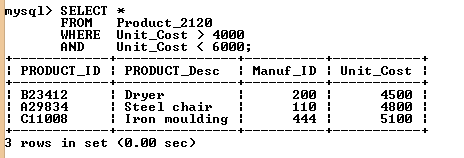 mysql> SELECT *
FROM Product_2120
WHERE Unit_Cost > 4000
AND Unit_Cost < 6000;
+------------+----------------+----------+-----------+
| PRODUCT_ID | PRODUCT_Desc | Manuf_ID | Unit_Cost |
+------------+----------------+----------+-----------+
| B23412 | Dryer | 200 | 4500 |
| A29834 | Steel chair | 110 | 4800 |
| C11008 | Iron moulding | 444 | 5100 |
+------------+----------------+----------+-----------+
3 rows in set (0.00 sec)